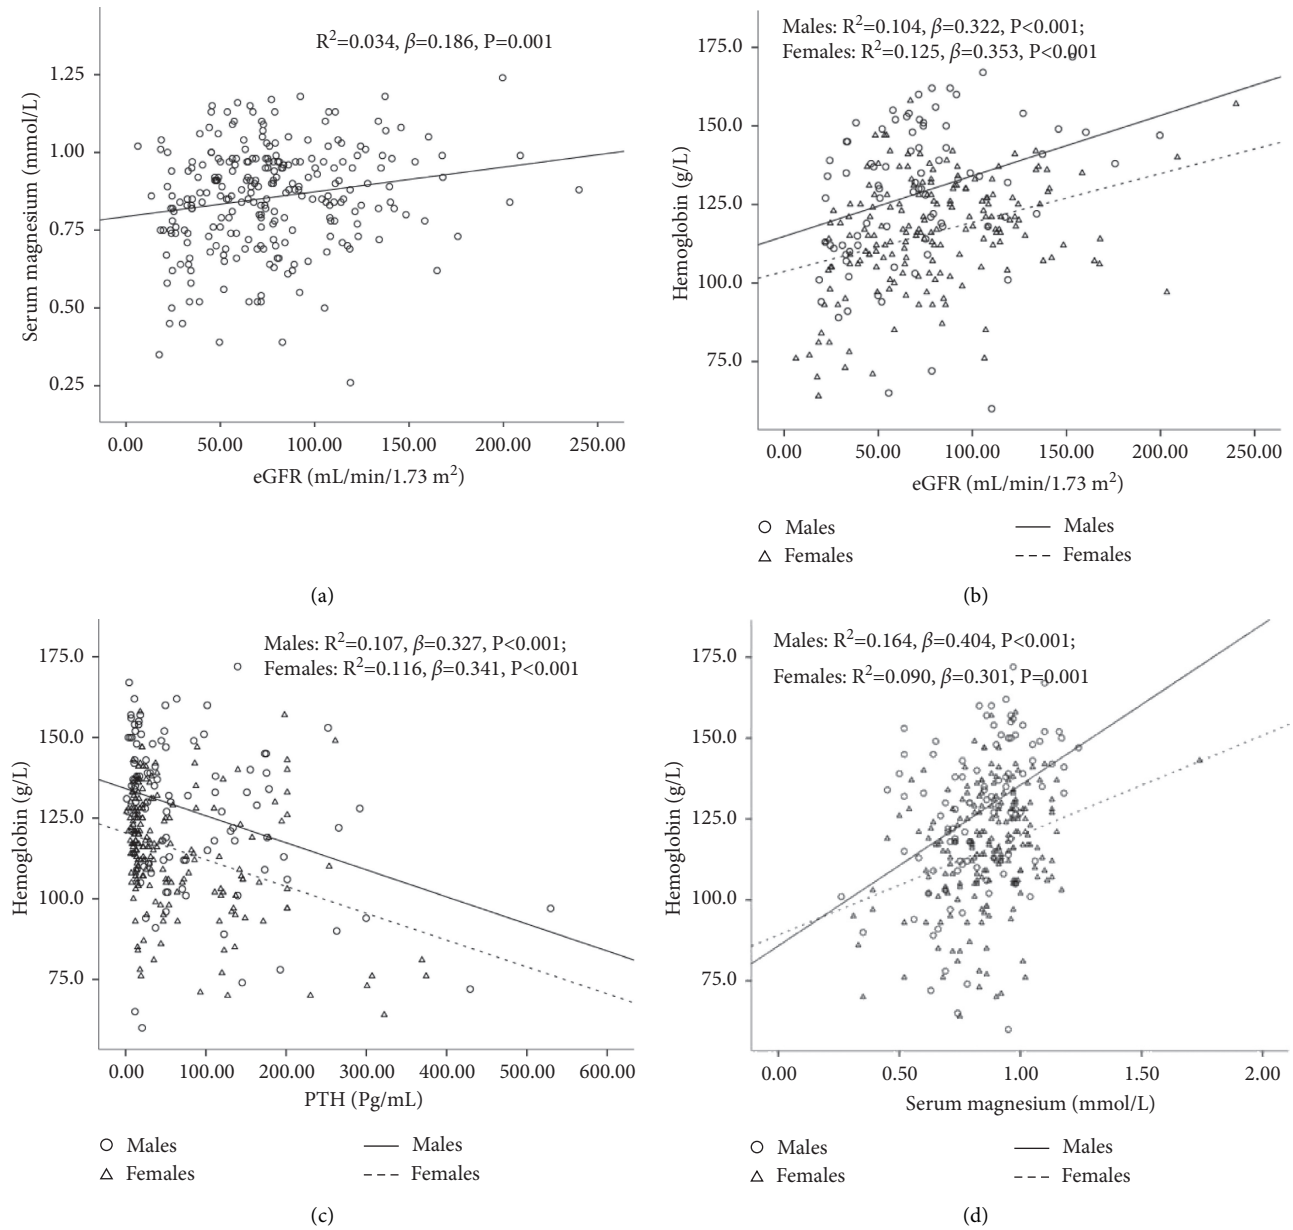 R²=0.034, β=0.186, P=0.001
1.25
1.00
0.75
0.50
0.25
Serum magnesium (mmol/L)
0.00 50.00 100.00 150.00 200.00 250.00
eGFR (mL/min/1.73 m²)
(a)
Males: R²=0.104, β=0.322, P<0.001;
Females: R²=0.125, β=0.353, P<0.001
175.0
150.0
125.0
100.0
75.0
Hemoglobin (g/L)
0.00 50.00 100.00 150.00 200.00 250.00
eGFR (mL/min/1.73 m²)
Males Males
Females Females
(b)
Males: R²=0.107, β=0.327, P<0.001;
Females: R²=0.116, β=0.341, P<0.001
175.0
150.0
125.0
100.0
75.0
Hemoglobin (g/L)
0.00 100.00 200.00 300.00 400.00 500.00 600.00
PTH (Pg/mL)
Males Males
Females Females
(c)
Males: R²=0.164, β=0.404, P<0.001;
Females: R²=0.090, β=0.301, P=0.001
175.0
150.0
125.0
100.0
75.0
Hemoglobin (g/L)
0.00 0.50 1.00 1.50 2.00
Serum magnesium (mmol/L)
Males Males
Females Females
(d)